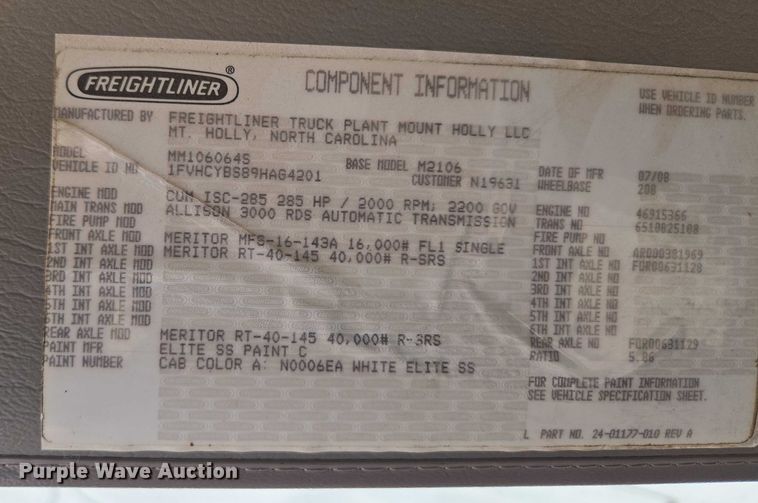 FREIGHTLINER®
COMPONENT INFORMATION
USE VEHICLE ID NUMBER
WHEN ORDERING PARTS.
MANUFACTURED BY FREIGHTLINER TRUCK PLANT MOUNT HOLLY LLC
MT. HOLLY, NORTH CAROLINA
MODEL MM106064S BASE MODEL M2106 DATE OF MFR 07/08
VEHICLE ID NO 1FVHCYBS89HAG4201 CUSTOMER N19631 WHEELBASE 208
ENGINE MOD CUM ISC-285 285 HP / 2000 RPM; 2200 GOV ENGINE NO 46915366
MAIN TRANS MOD ALLISON 3000 RDS AUTOMATIC TRANSMISSION TRANS NO 6510825108
FIRE PUMP MOD FIRE PUMP NO
FRONT AXLE MOD MERITOR MFS-16-143A 16,000# FL1 SINGLE FRONT AXLE NO ARO00381969
1ST INT AXLE MOD MERITOR RT-40-145 40,000# R-SRS 1ST INT AXLE NO FOR00631128
2ND INT AXLE MOD 2ND INT AXLE NO
3RD INT AXLE MOD 3RD INT AXLE NO
4TH INT AXLE MOD 4TH INT AXLE NO
5TH INT AXLE MOD 5TH INT AXLE NO
6TH INT AXLE MOD 6TH INT AXLE NO
REAR AXLE MOD MERITOR RT-40-145 40,000# R-3RS REAR AXLE NO FOR00631129
PAINT MFR ELITE SS PAINT C RATIO 5.86
PAINT NUMBER CAB COLOR A: N0006EA WHITE ELITE SS
FOR COMPLETE PAINT INFORMATION
SEE VEHICLE SPECIFICATION SHEET.
L PART NO. 24-01177-010 REV A
Purple Wave Auction